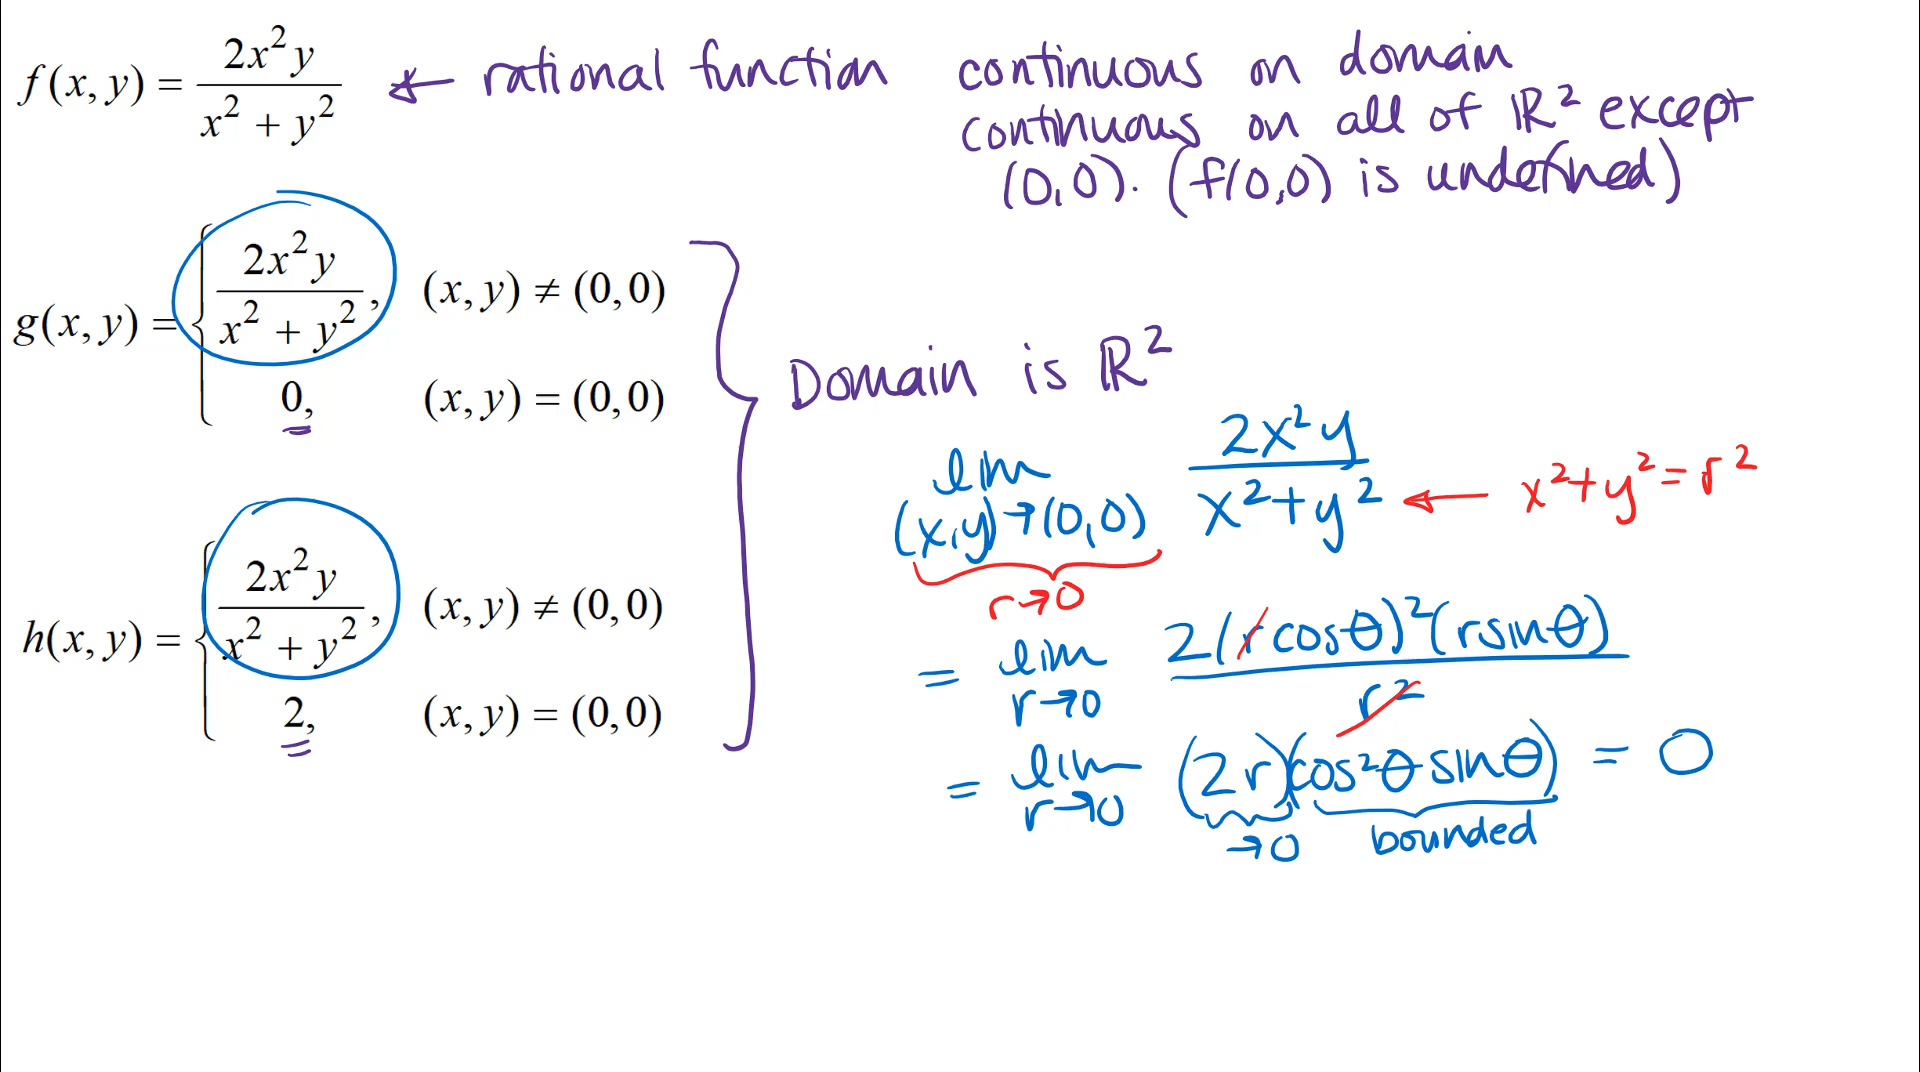 f(x, y) = 2x²y / (x² + y²) ← rational function continuous on domain
continuous on all of ℝ² except
(0,0). (f(0,0) is undefined)
g(x, y) = { 2x²y / (x² + y²), (x, y) ≠ (0,0)
0, (x, y) = (0,0)
Domain is ℝ²
h(x, y) = { 2x²y / (x² + y²), (x, y) ≠ (0,0)
2, (x, y) = (0,0)
lim (x,y)→(0,0) 2x²y / (x²+y²) ← x²+y²=r²
r→0
= lim r→0 2(r cosθ)²(r sinθ) / r²
= lim r→0 (2r)(cos²θ sinθ) = 0
→0 bounded